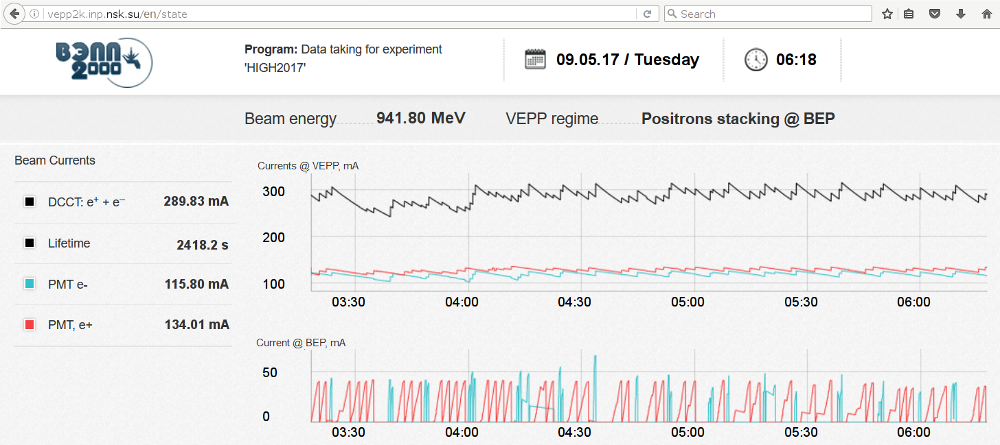 vepp2k.inp.nsk.su/en/state
Search
ВЭПП
2000
Program: Data taking for experiment
'HIGH2017'
09.05.17 / Tuesday
06:18
Beam energy........ 941.80 MeV
VEPP regime......... Positrons stacking @ BEP
Beam Currents
DCCT: e⁺ + e⁻ 289.83 mA
Lifetime 2418.2 s
PMT e- 115.80 mA
PMT, e+ 134.01 mA
Currents @ VEPP, mA
300
200
100
03:30 04:00 04:30 05:00 05:30 06:00
Current @ BEP, mA
50
0
03:30 04:00 04:30 05:00 05:30 06:00